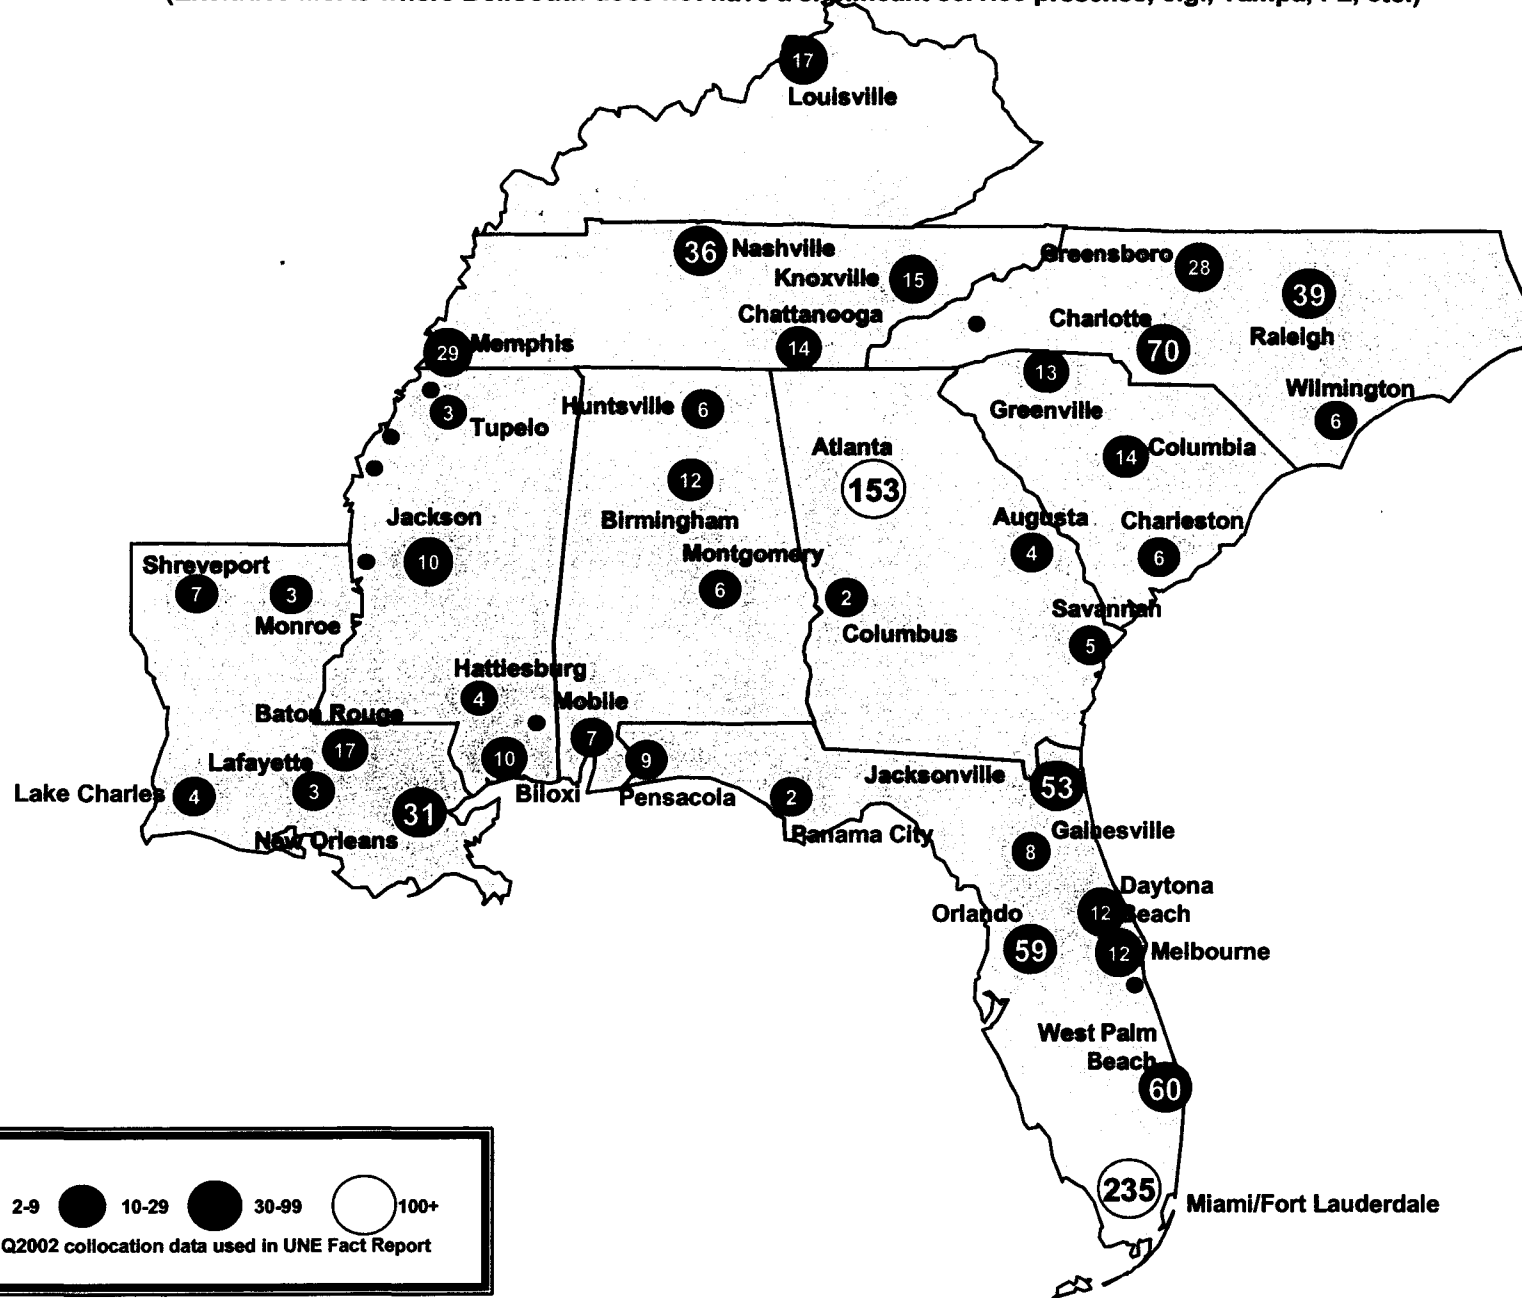 17
Louisville
36 Nashville
Greensboro 28
Knoxville 15
39
Chattanooga
Charlotte
Raleigh
29 Memphis
14
70
13
Wilmington
Huntsville 6
Greenville
3
Tupelo
6
Atlanta
14 Columbia
12
153
Jackson
Birmingham
Augusta
Charleston
Montgomery
4
6
Shreveport
10
7
3
6
2
Savannah
Monroe
Columbus
5
Hattiesburg
4
Mobile
Baton Rouge
17
7
10
9
Lafayette
Jacksonville
53
Lake Charles 4
3
Biloxi
Pensacola
2
31
New Orleans
Panama City
Gainesville
8
Daytona
Beach
12
Orlando
59
12 Melbourne
West Palm
Beach
60
235
Miami/Fort Lauderdale
2-9
10-29
30-99
100+
Q2002 collocation data used in UNE Fact Report